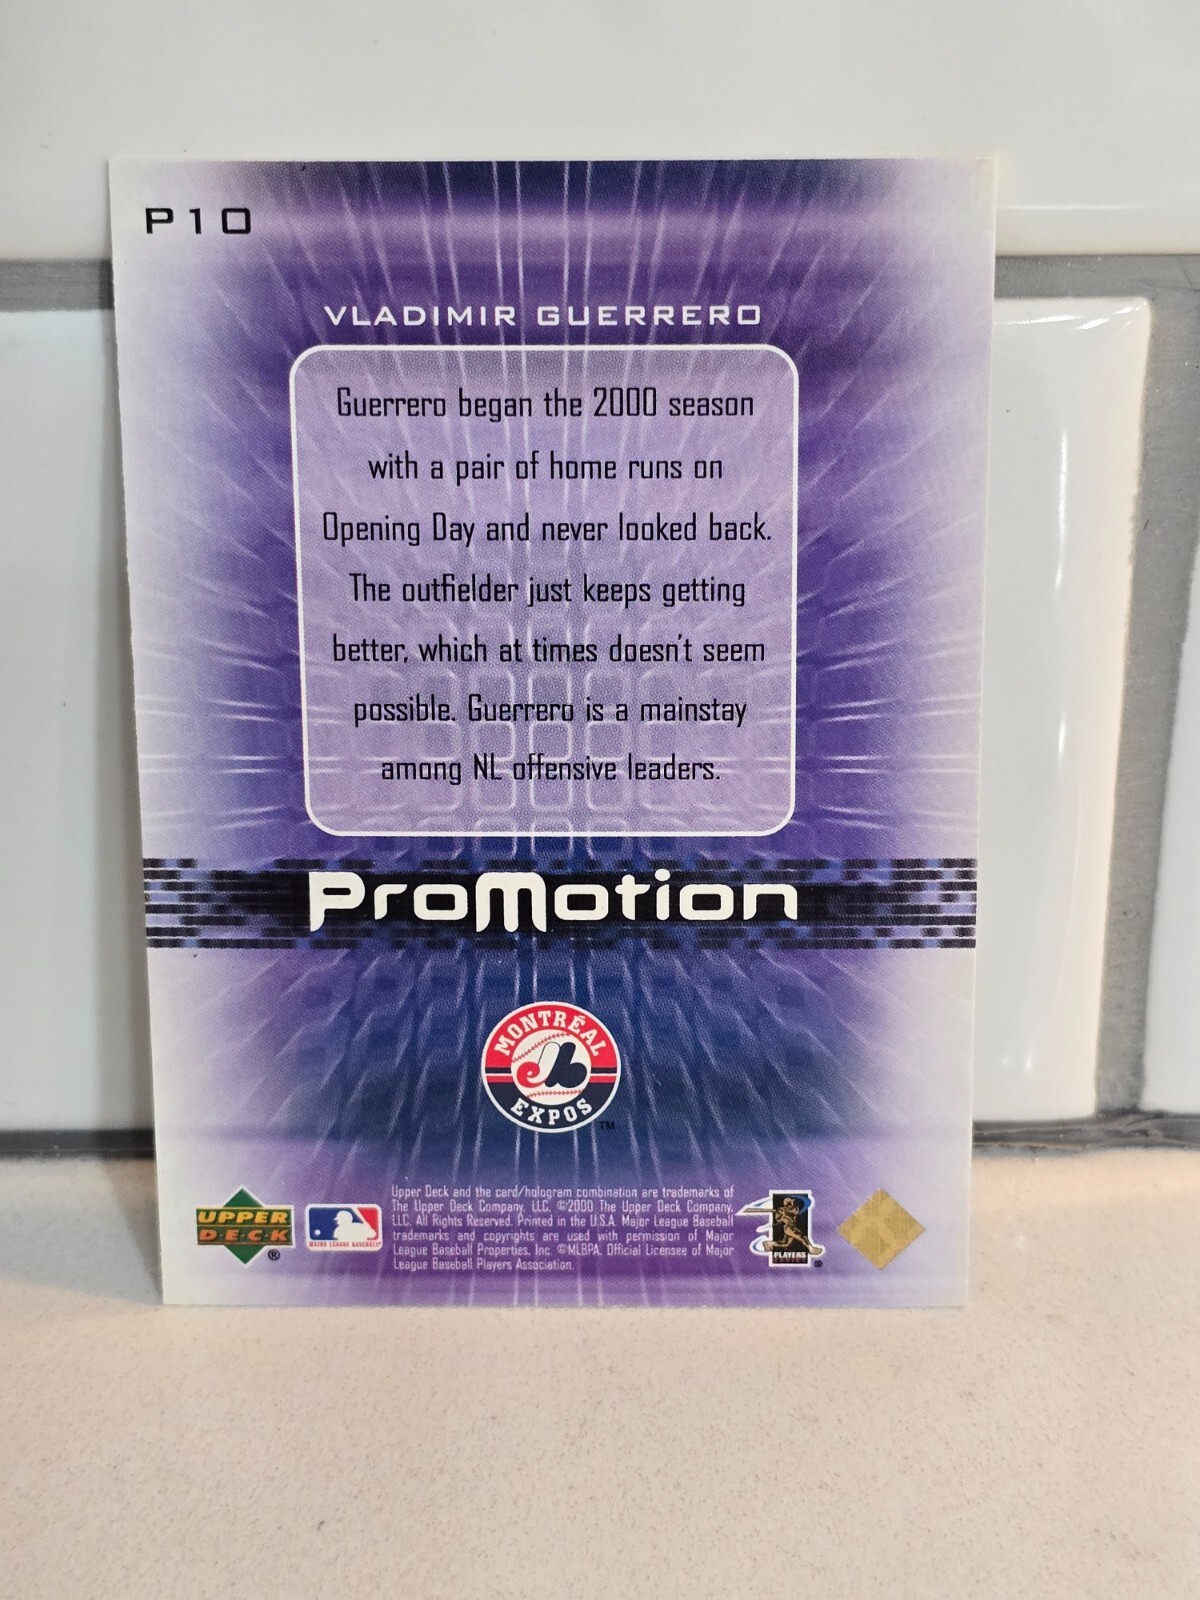 P10
VLADIMIR GUERRERO
Guerrero began the 2000 season
with a pair of home runs on
Opening Day and never looked back.
The outfielder just keeps getting
better, which at times doesn't seem
possible. Guerrero is a mainstay
among NL offensive leaders.
ProMotion
MONTRÉAL
EXPOS
TM
UPPER
DECK
®
MAJOR LEAGUE BASEBALL
Upper Deck and the card/hologram combination are trademarks of
The Upper Deck Company, LLC. ©2000 The Upper Deck Company,
LLC. All Rights Reserved. Printed in the U.S.A. Major League Baseball
trademarks and copyrights are used with permission of Major
League Baseball Properties, Inc. ©MLBPA. Official Licensee of Major
League Baseball Players Association.
PLAYERS